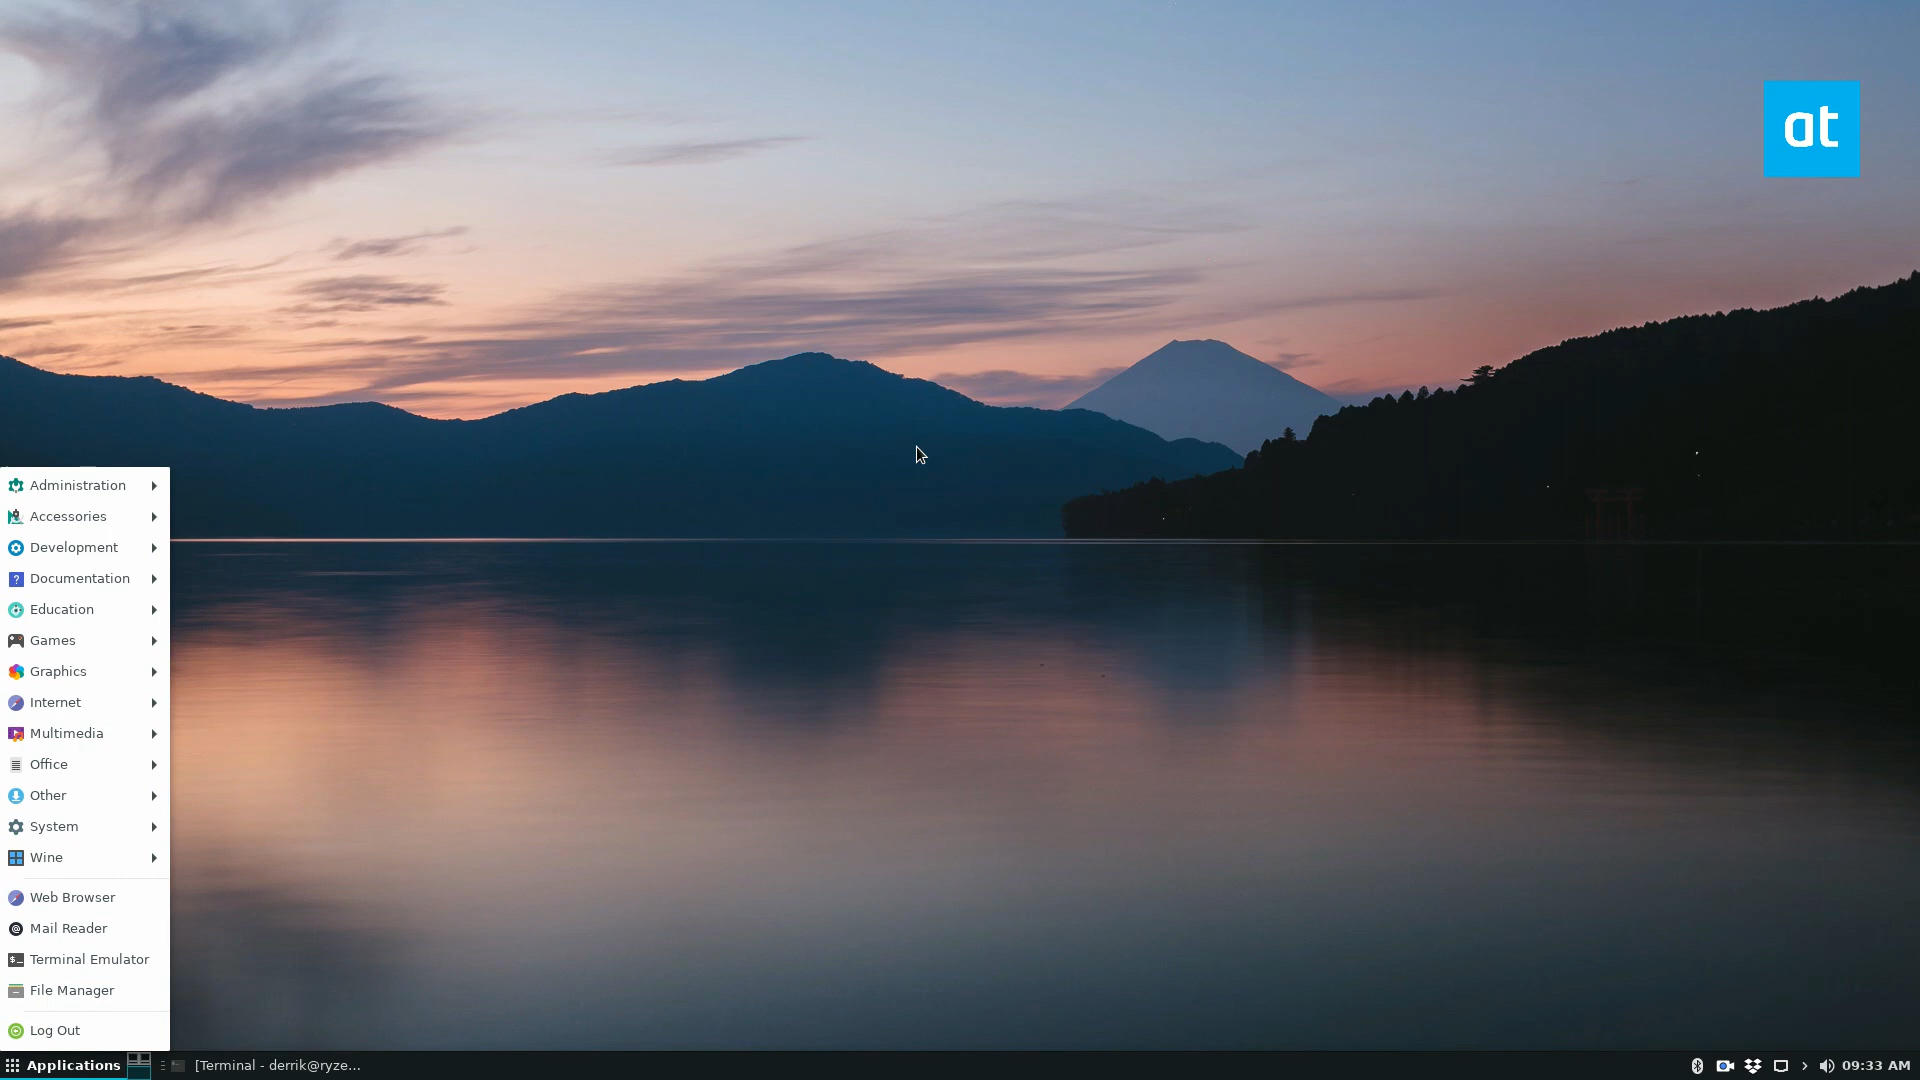 at
Administration
Accessories
Development
Documentation
Education
Games
Graphics
Internet
Multimedia
Office
Other
System
Wine
Web Browser
Mail Reader
Terminal Emulator
File Manager
Log Out
Applications
[Terminal - derrik@ryze...
09:33 AM